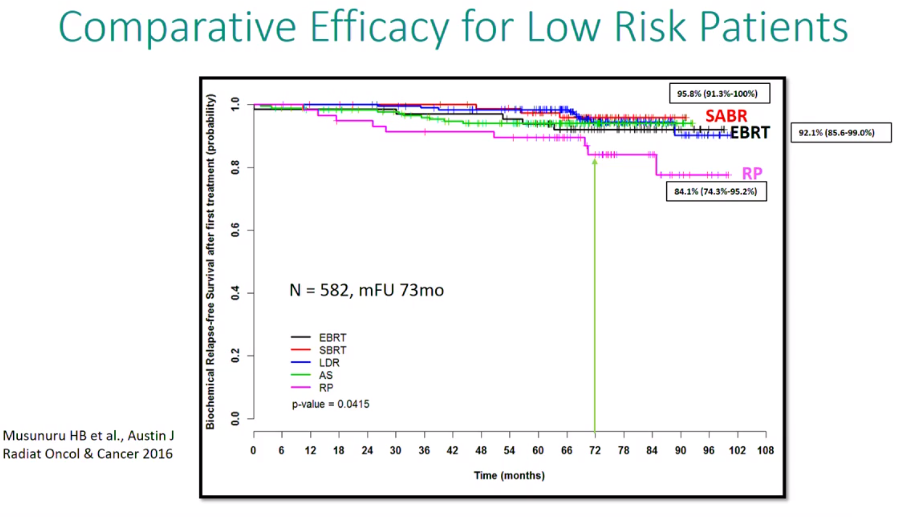 Comparative Efficacy for Low Risk Patients
95.8% (91.3%-100%)
SABR
EBRT
92.1% (85.6-99.0%)
RP
84.1% (74.3%-95.2%)
Biochemical Relapse-free Survival after first treatment (probability)
1.0
0.8
0.6
0.4
0.2
0.0
N = 582, mFU 73mo
EBRT
SBRT
LDR
AS
RP
p-value = 0.0415
0 6 12 18 24 30 36 42 48 54 60 66 72 78 84 90 96 102 108
Time (months)
Musunuru HB et al., Austin J
Radiat Oncol & Cancer 2016